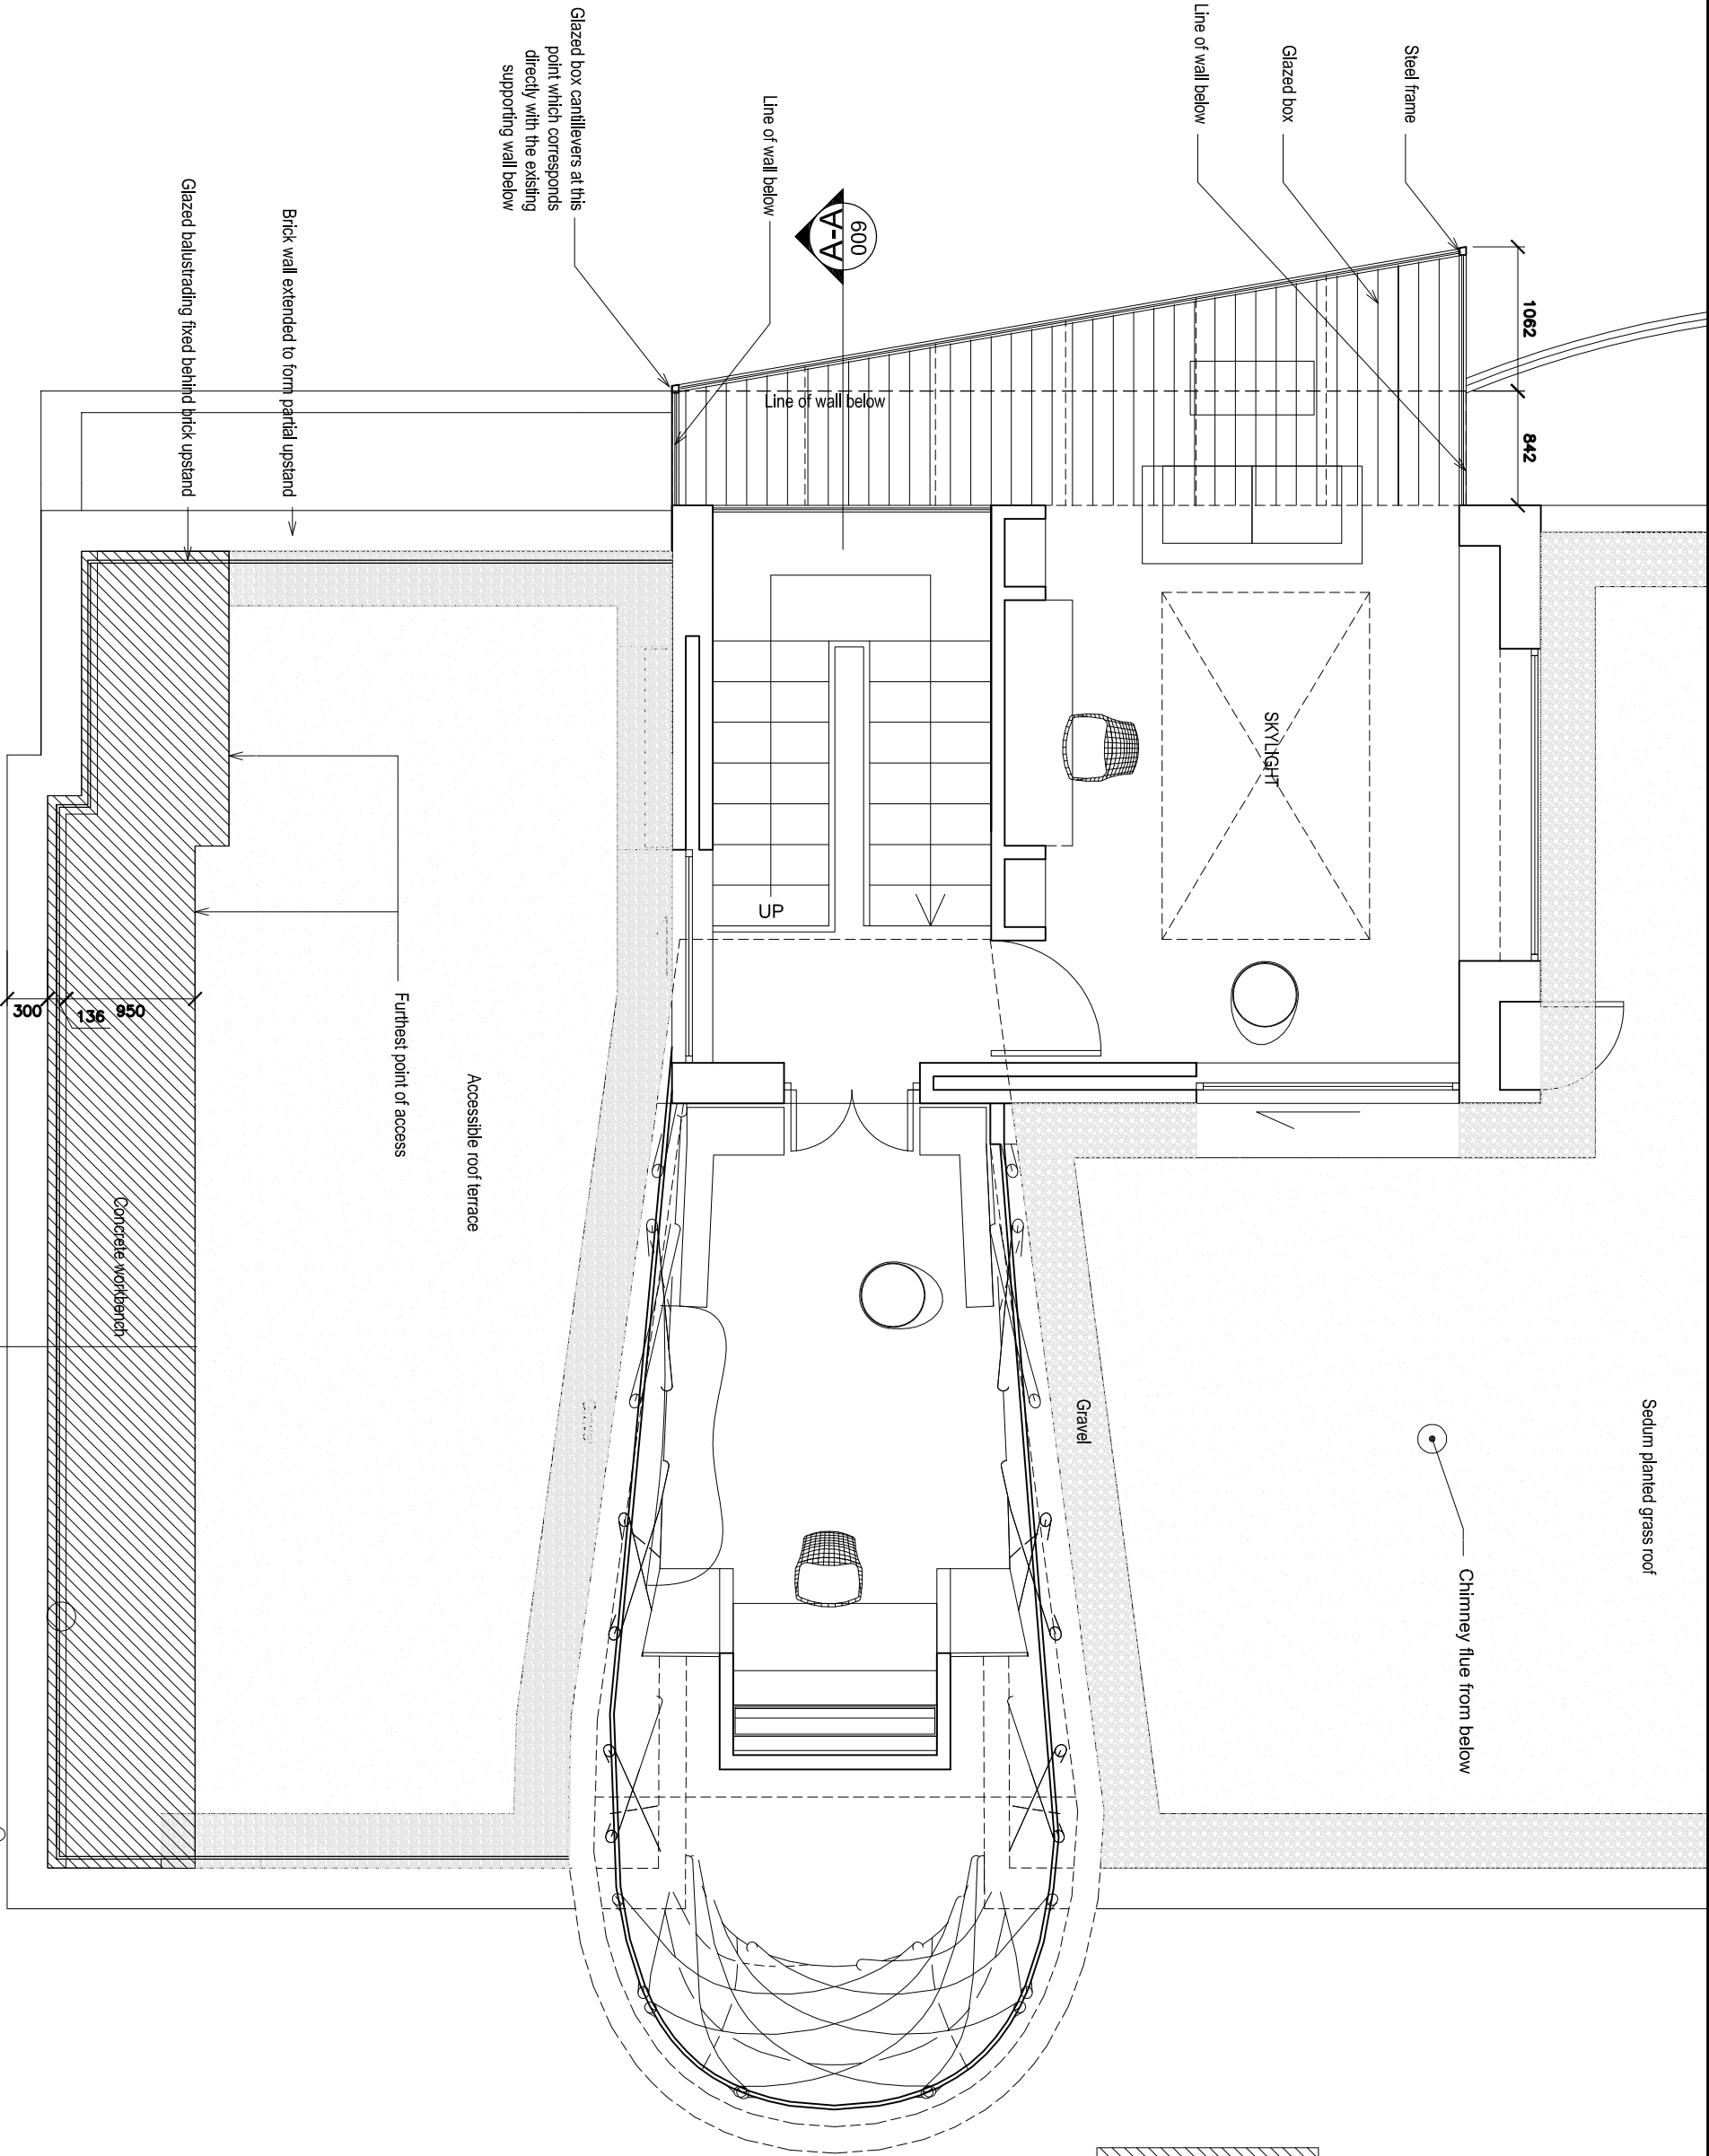 Steel frame
Glazed box
Line of wall below
Line of wall below
Glazed box cantillevers at this
point which corresponds
directly with the existing
supporting wall below
Brick wall extended to form partial upstand
Glazed balustrading fixed behind brick upstand
600
A-A
1062
842
Line of wall below
SKYLIGHT
UP
Furthest point of access
Accessible roof terrace
Concrete workbench
300
136
950
Gravel
Gravel
Sedum planted grass roof
Chimney flue from below